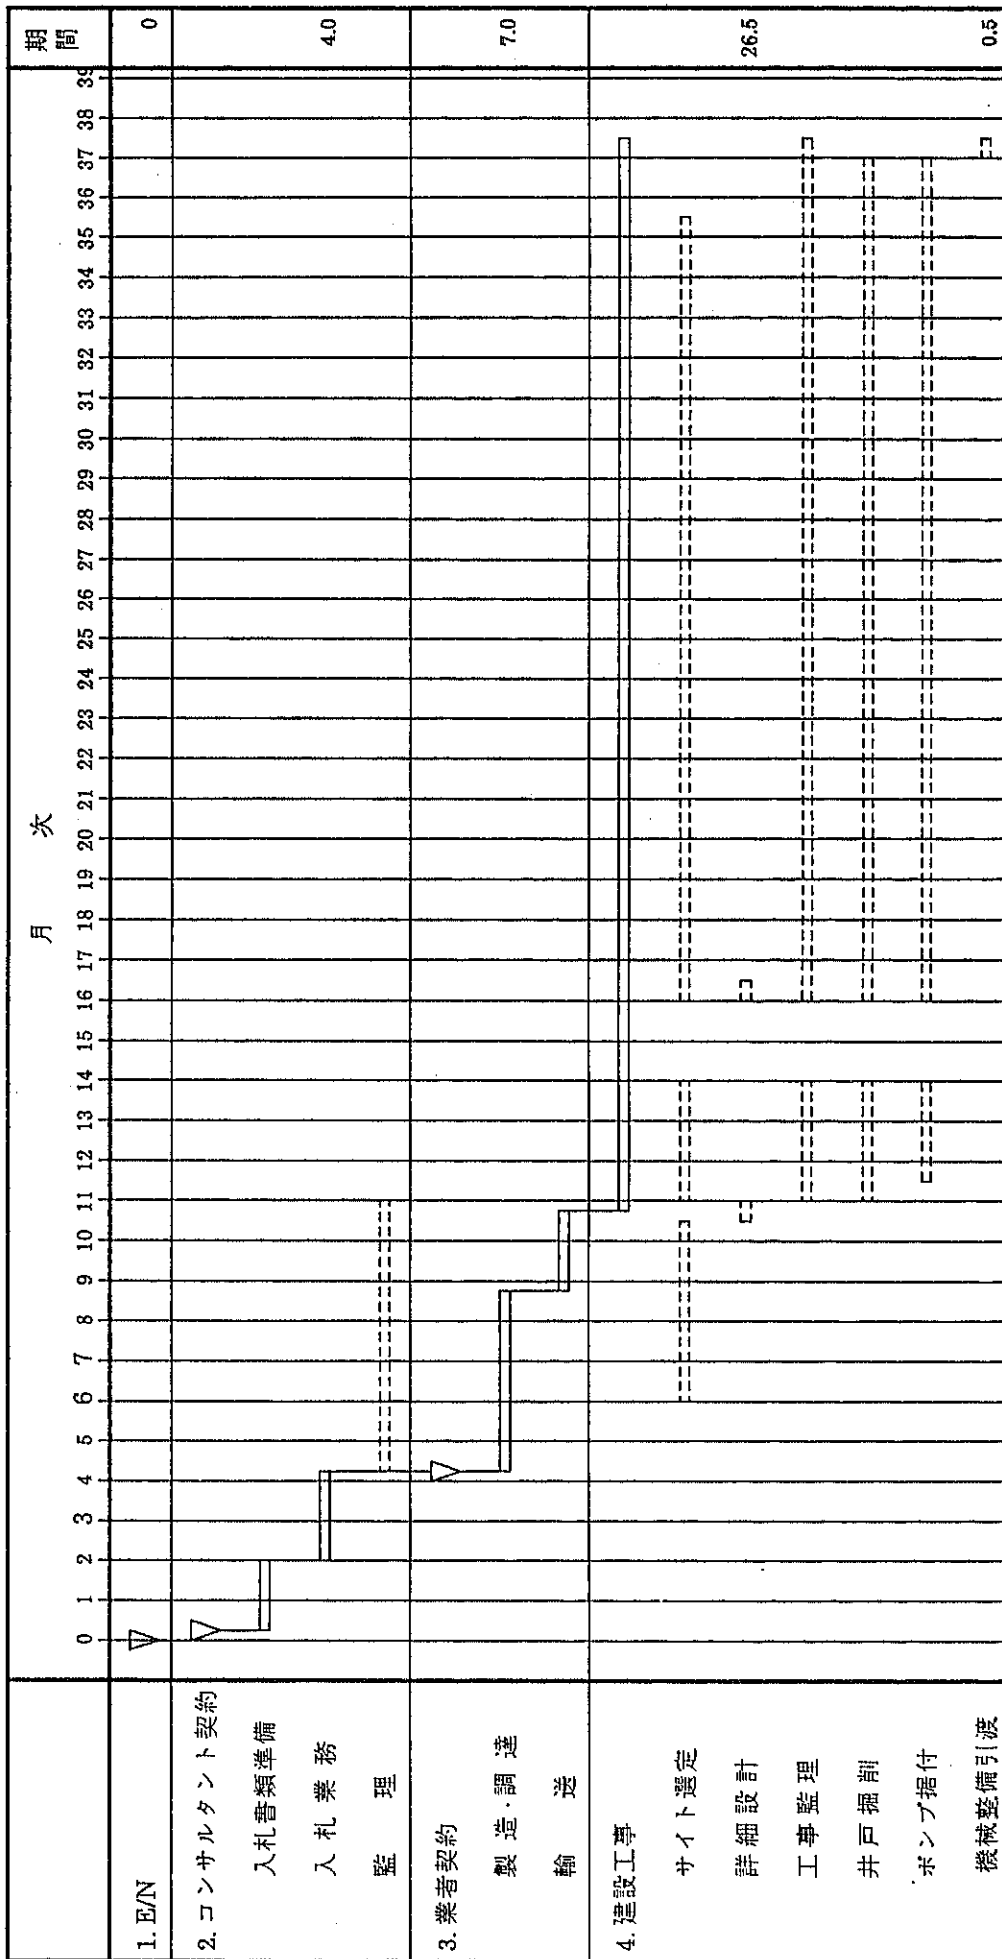 月 次
期間
0 1 2 3 4 5 6 7 8 9 10 11 12 13 14 15 16 17 18 19 20 21 22 23 24 25 26 27 28 29 30 31 32 33 34 35 36 37 38 39
1. E/N 0
2. コンサルタント契約
入札書類準備
入札業務 4.0
監理
3. 業者契約
製造・調達 7.0
輸送
4. 建設工事
サイト選定
詳細設計 26.5
工事監理
井戸掘削
ポンプ据付
機械整備引渡 0.5